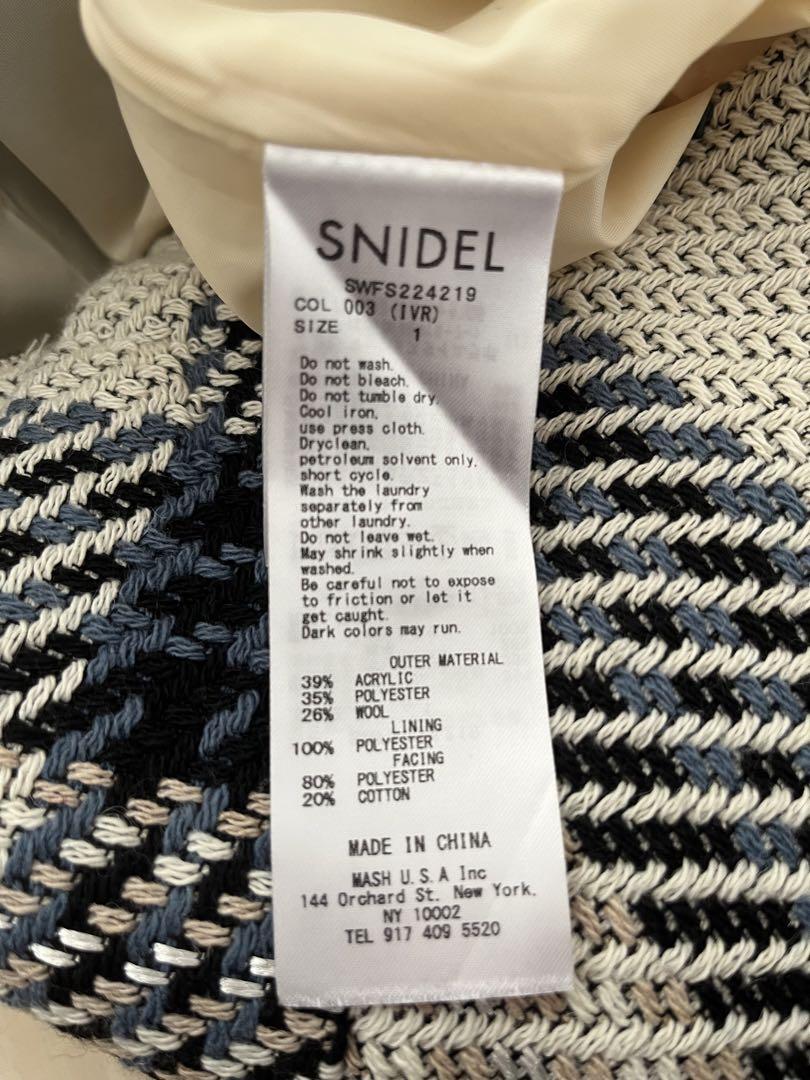 SNIDEL
SWFS224219
COL 003 (IVR)
SIZE 1
Do not wash.
Do not bleach.
Do not tumble dry.
Cool iron,
use press cloth.
Dryclean,
petroleum solvent only,
short cycle.
Wash the laundry
separately from
other laundry.
Do not leave wet.
May shrink slightly when
washed.
Be careful not to expose
to friction or let it
get caught.
Dark colors may run.
OUTER MATERIAL
39% ACRYLIC
35% POLYESTER
26% WOOL
LINING
100% POLYESTER
FACING
80% POLYESTER
20% COTTON
MADE IN CHINA
MASH U.S.A Inc
144 Orchard St. New York.
NY 10002
TEL 917 409 5520